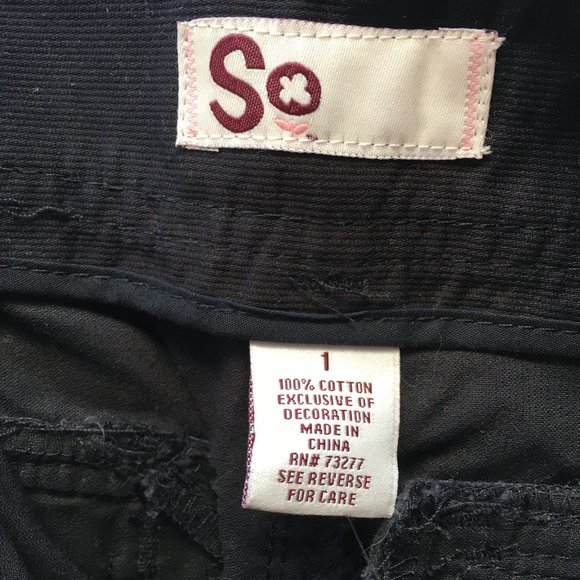 So
1
100% COTTON
EXCLUSIVE OF
DECORATION
MADE IN
CHINA
RN# 73277
SEE REVERSE
FOR CARE